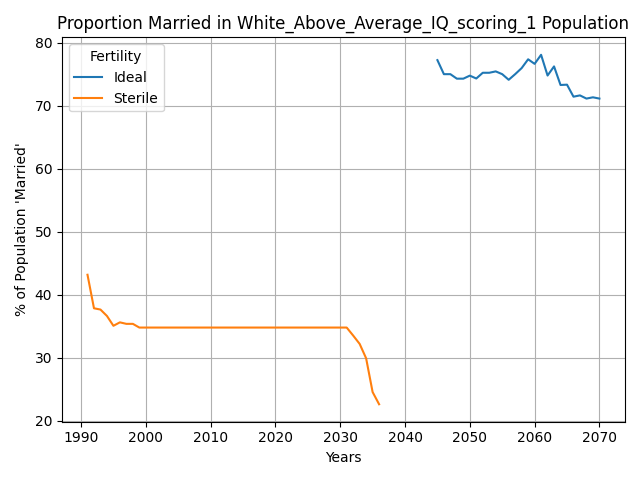 Proportion Married in White_Above_Average_IQ_scoring_1 Population
Fertility
Ideal
Sterile
% of Population 'Married'
80
70
60
50
40
30
20
1990 2000 2010 2020 2030 2040 2050 2060 2070
Years